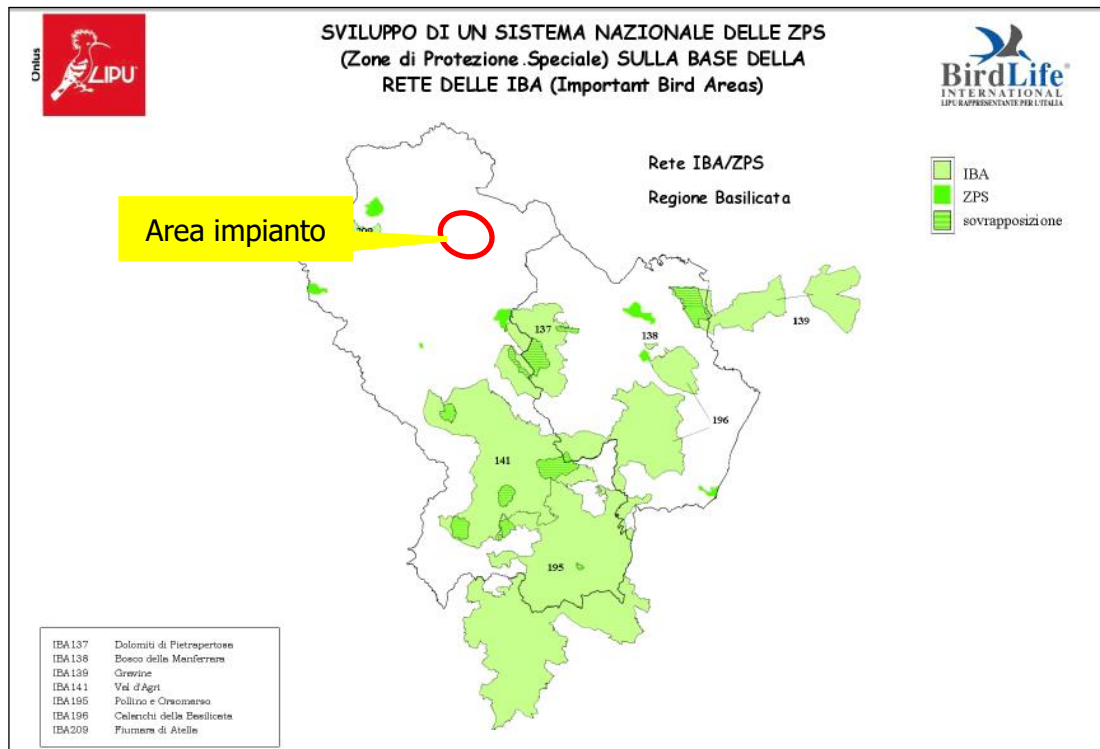 Onlus
LIPU
SVILUPPO DI UN SISTEMA NAZIONALE DELLE ZPS
(Zone di Protezione.Speciale) SULLA BASE DELLA
RETE DELLE IBA (Important Bird Areas)
BirdLife®
INTERNATIONAL
LIPU RAPPRESENTANTE PER L'ITALIA
Rete IBA/ZPS
Regione Basilicata
IBA
ZPS
sovrapposizione
Area impianto
209
137
138
139
196
141
195
IBA137 Dolomiti di Pietrapertosa
IBA138 Bosco della Manferrara
IBA139 Gravine
IBA141 Val d'Agri
IBA195 Pollino e Orsomarso
IBA196 Calanchi della Basilicata
IBA209 Fiumara di Atella